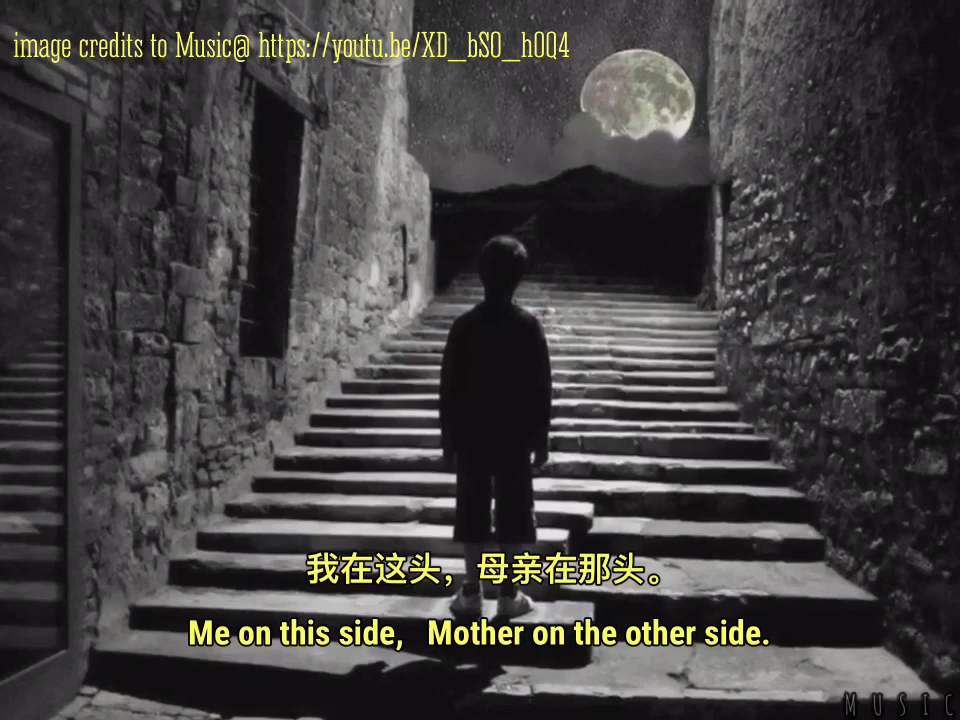 image credits to Music@ https://youtu.be/XD_bSO_hOQ4
我在这头，母亲在那头。
Me on this side, Mother on the other side.
MUSIC